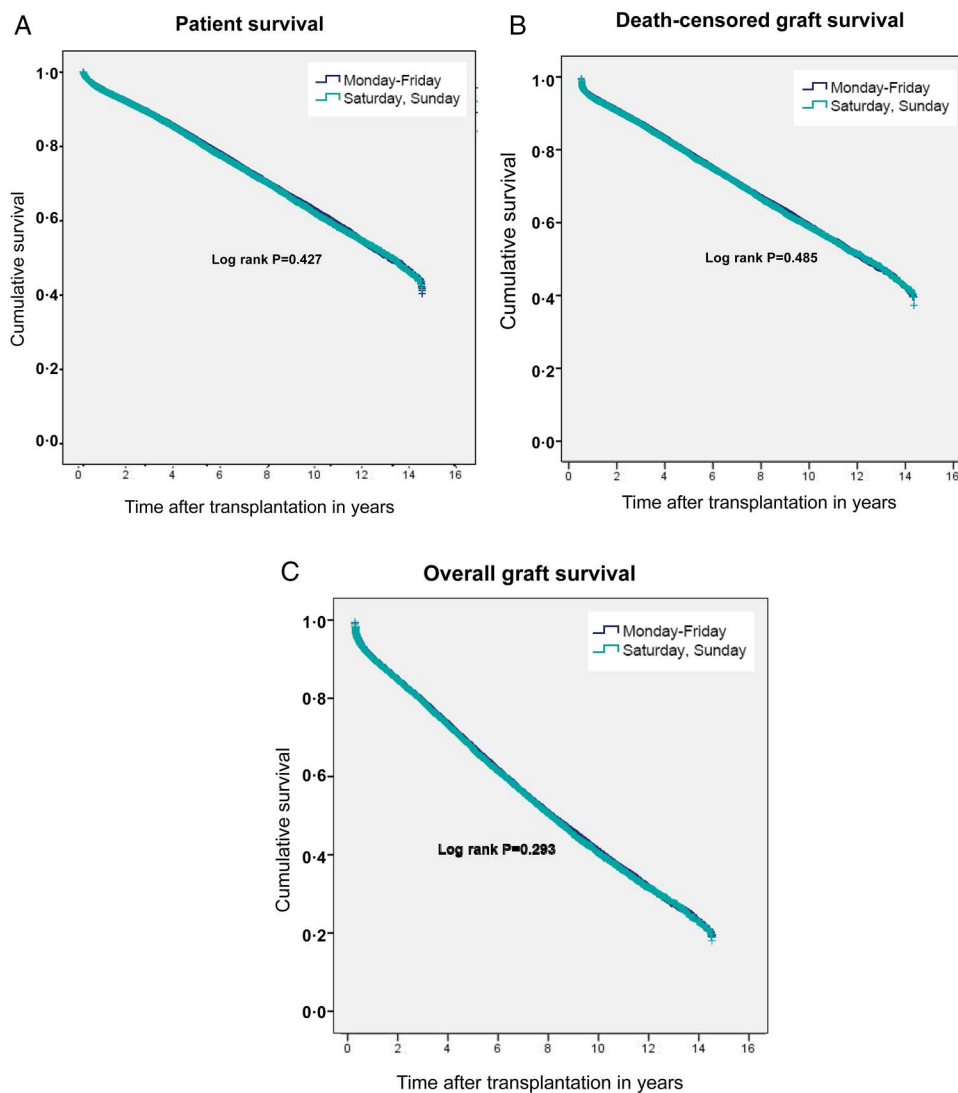 A
Patient survival
Monday-Friday
Saturday, Sunday
1·0
0·8
0·6
0·4
0·2
0·0
Cumulative survival
Log rank P=0.427
0 2 4 6 8 10 12 14 16
Time after transplantation in years
B
Death-censored graft survival
Monday-Friday
Saturday, Sunday
1·0
0·8
0·6
0·4
0·2
0·0
Cumulative survival
Log rank P=0.485
0 2 4 6 8 10 12 14 16
Time after transplantation in years
C
Overall graft survival
Monday-Friday
Saturday, Sunday
1·0
0·8
0·6
0·4
0·2
0·0
Cumulative survival
Log rank P=0.293
0 2 4 6 8 10 12 14 16
Time after transplantation in years